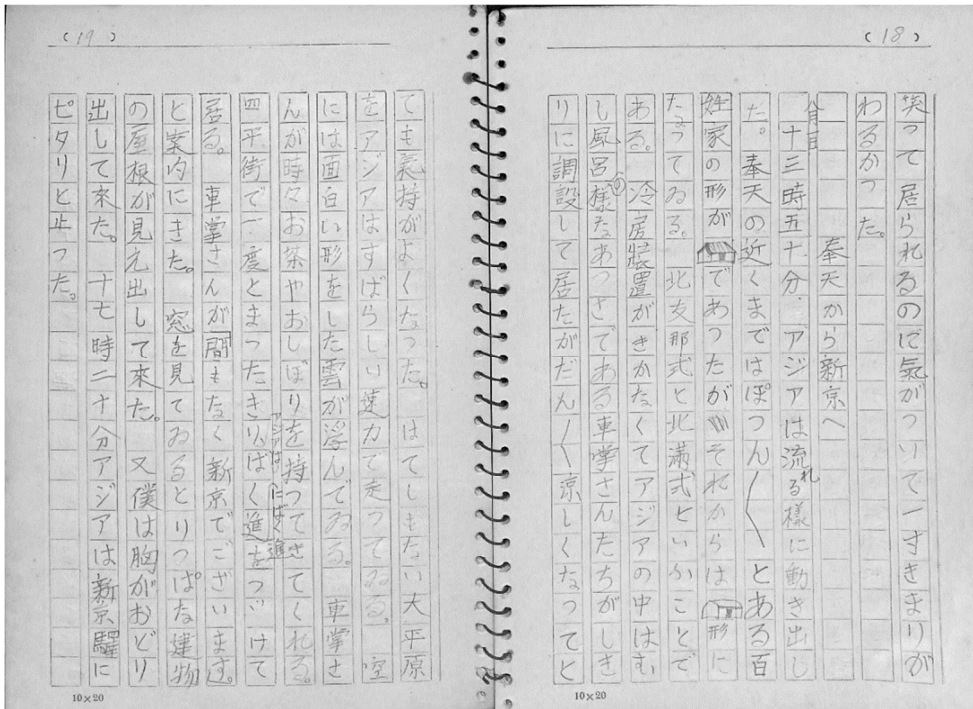 (18)
笑って居られるのに氣がついて一すきまりが
わるかった。
奉天から新京へ
十三時五十分、アジアは流れる様に動き出し
た。奉天の近くまではぽつん〳〵とある百
姓家の形がであつたがそれからは形に
たってゐる。北支那式と北満式といふことで
ある。冷房装置がきかなくてアジアの中はむ
し風呂の様なあつさである車掌さんたちがしき
りに調設して居たがだん〳〵涼しくなつてと
10×20
(19)
ても氣持がよくなった。はてしもない大平原
をアジアはすばらしい速力で走つてゐる。空
には面白い形をした雲が浮んでゐる。車掌さ
んが時々お茶やおしぼりを持つてきてくれる。
四平街で一度とまつたきりばく進をつゞけて
居る。車掌さんが間もなく新京でございます。
と案内にきた。窓を見てゐるとりつぱな建物
の屋根が見え出して来た。又僕は胸がおどり
出して来た。十七時二十分アジアは新京驛に
ピタリと止った。
10×20